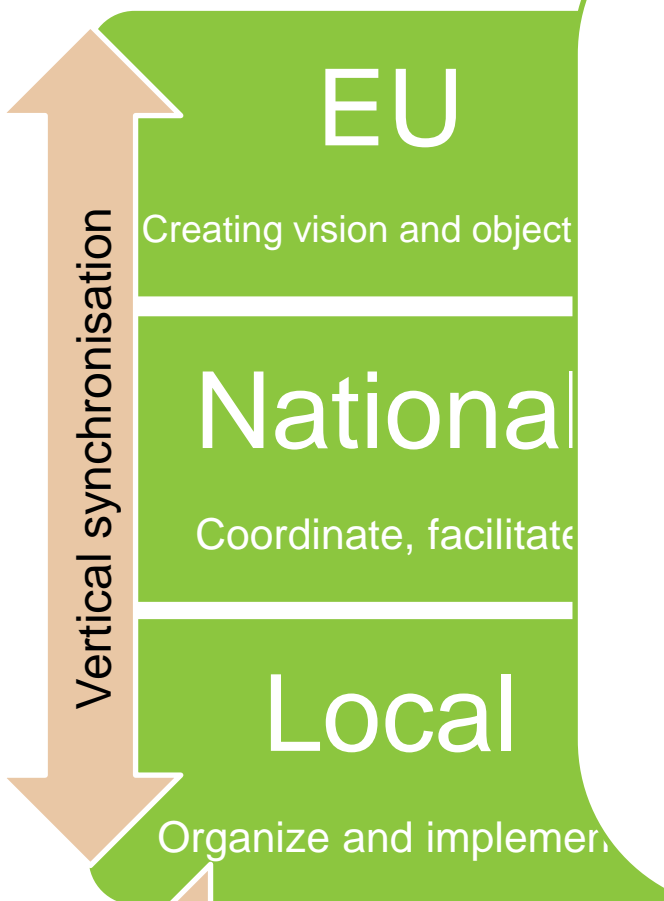 EU
Creating vision and object
Vertical synchronisation
National
Coordinate, facilitate
Local
Organize and implemen